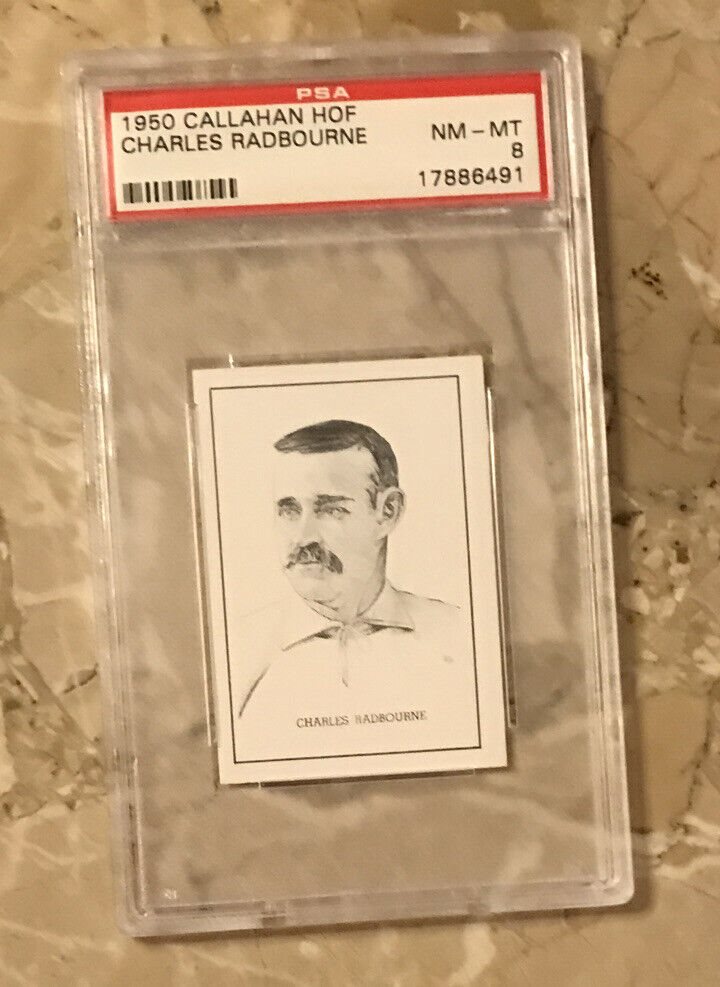 PSA
1950 CALLAHAN HOF
CHARLES RADBOURNE
NM - MT
8
17886491
CHARLES RADBOURNE